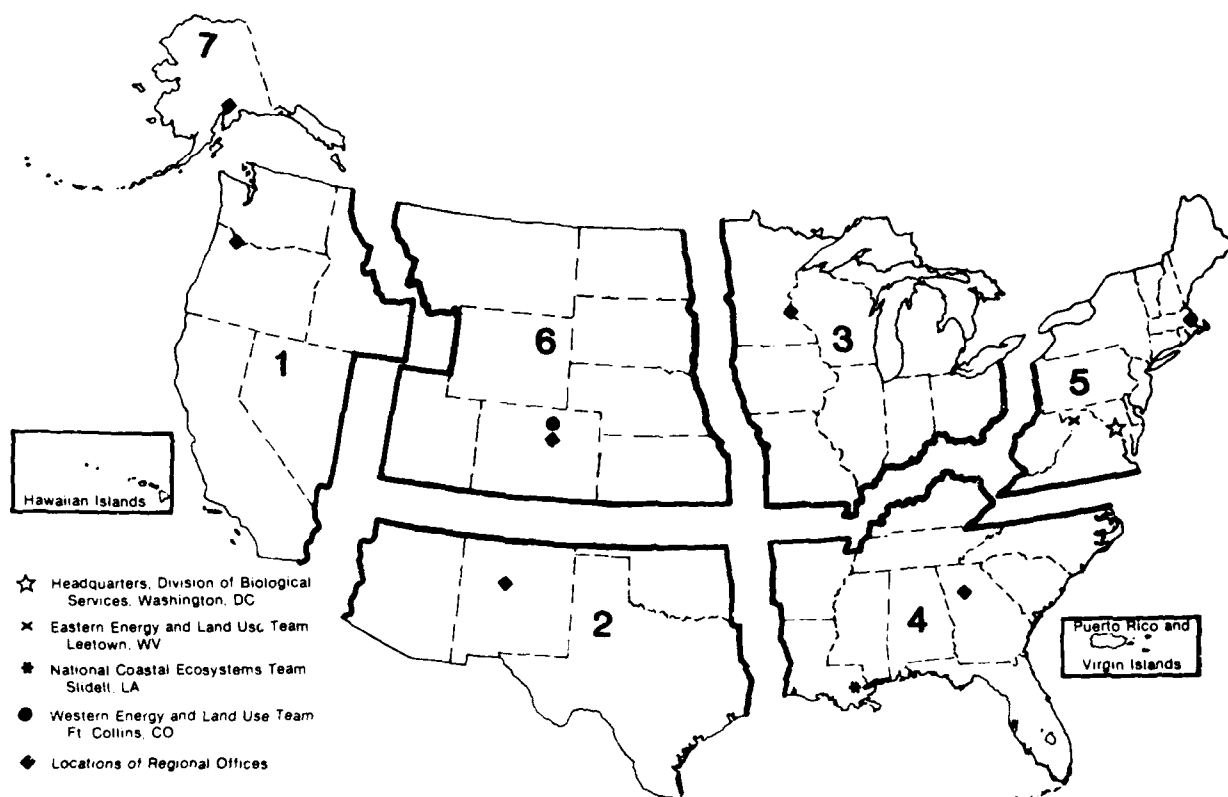 7
6
3
1
5
Hawaiian Islands
2
4
Puerto Rico and
Virgin Islands
Headquarters, Division of Biological
Services, Washington, DC
Eastern Energy and Land Use Team
Leetown, WV
National Coastal Ecosystems Team
Slidell, LA
Western Energy and Land Use Team
Ft. Collins, CO
Locations of Regional Offices